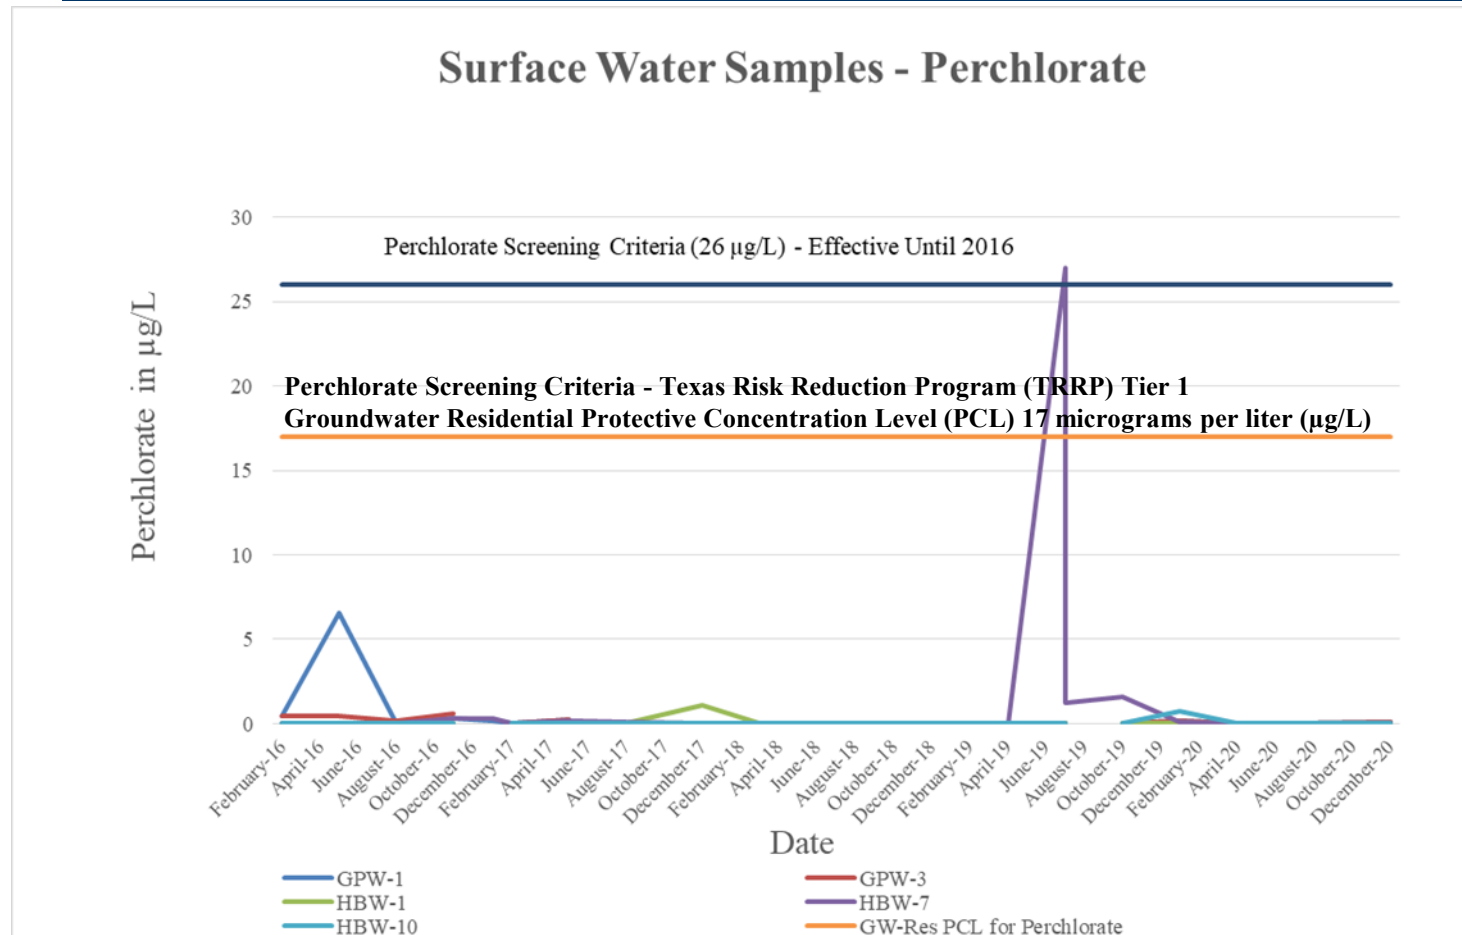 Surface Water Samples - Perchlorate
30
Perchlorate Screening Criteria (26 µg/L) - Effective Until 2016
25
20
Perchlorate Screening Criteria - Texas Risk Reduction Program (TRRP) Tier 1
Groundwater Residential Protective Concentration Level (PCL) 17 micrograms per liter (µg/L)
15
10
5
0
Perchlorate in µg/L
February-16
April-16
June-16
August-16
October-16
December-16
February-17
April-17
June-17
August-17
October-17
December-17
February-18
April-18
June-18
August-18
October-18
December-18
February-19
April-19
June-19
August-19
October-19
December-19
February-20
April-20
June-20
August-20
October-20
December-20
Date
GPW-1
GPW-3
HBW-1
HBW-7
HBW-10
GW-Res PCL for Perchlorate